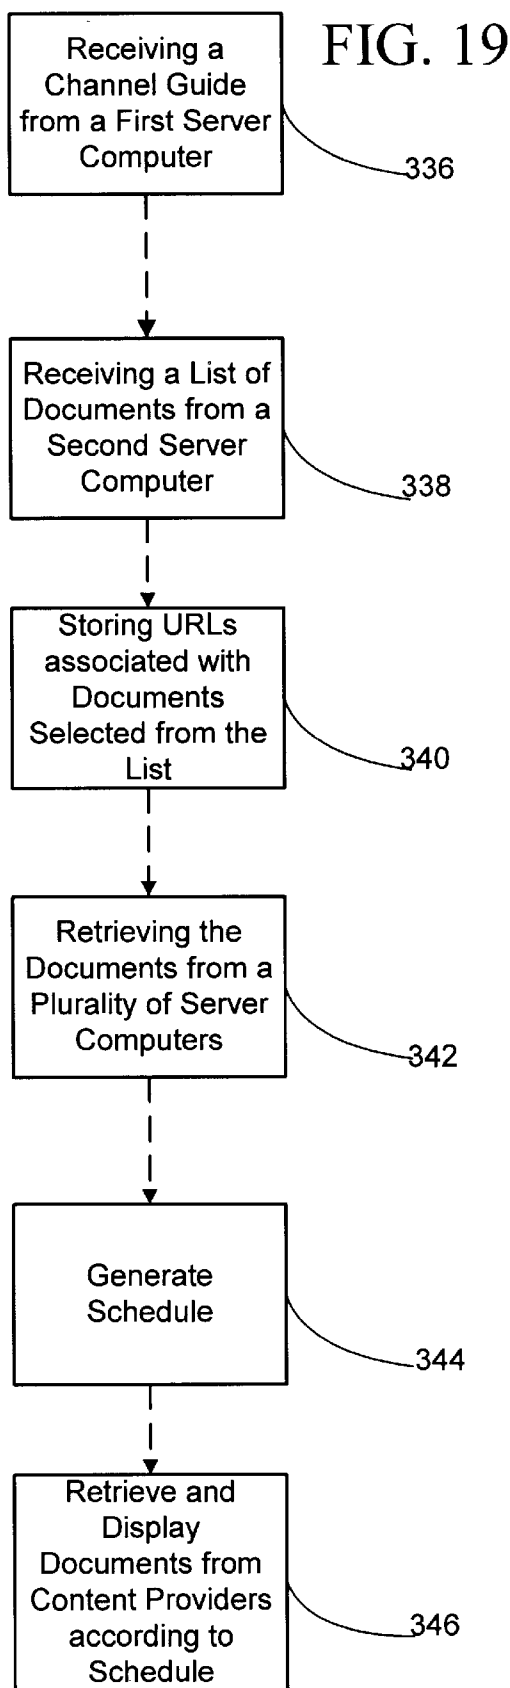 FIG. 19
Receiving a
Channel Guide
from a First Server
Computer
336
Receiving a List of
Documents from a
Second Server
Computer
338
Storing URLs
associated with
Documents
Selected from the
List
340
Retrieving the
Documents from a
Plurality of Server
Computers
342
Generate
Schedule
344
Retrieve and
Display
Documents from
Content Providers
according to
Schedule
346